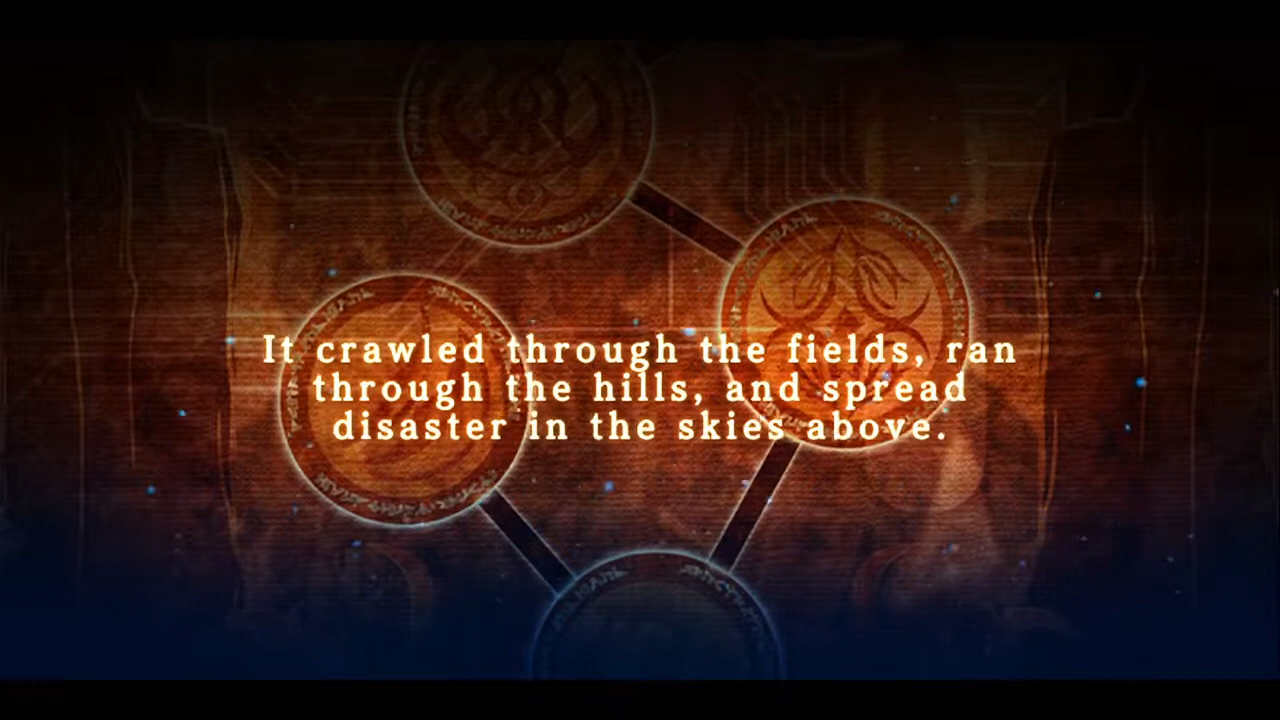 It crawled through the fields, ran
through the hills, and spread
disaster in the skies above.